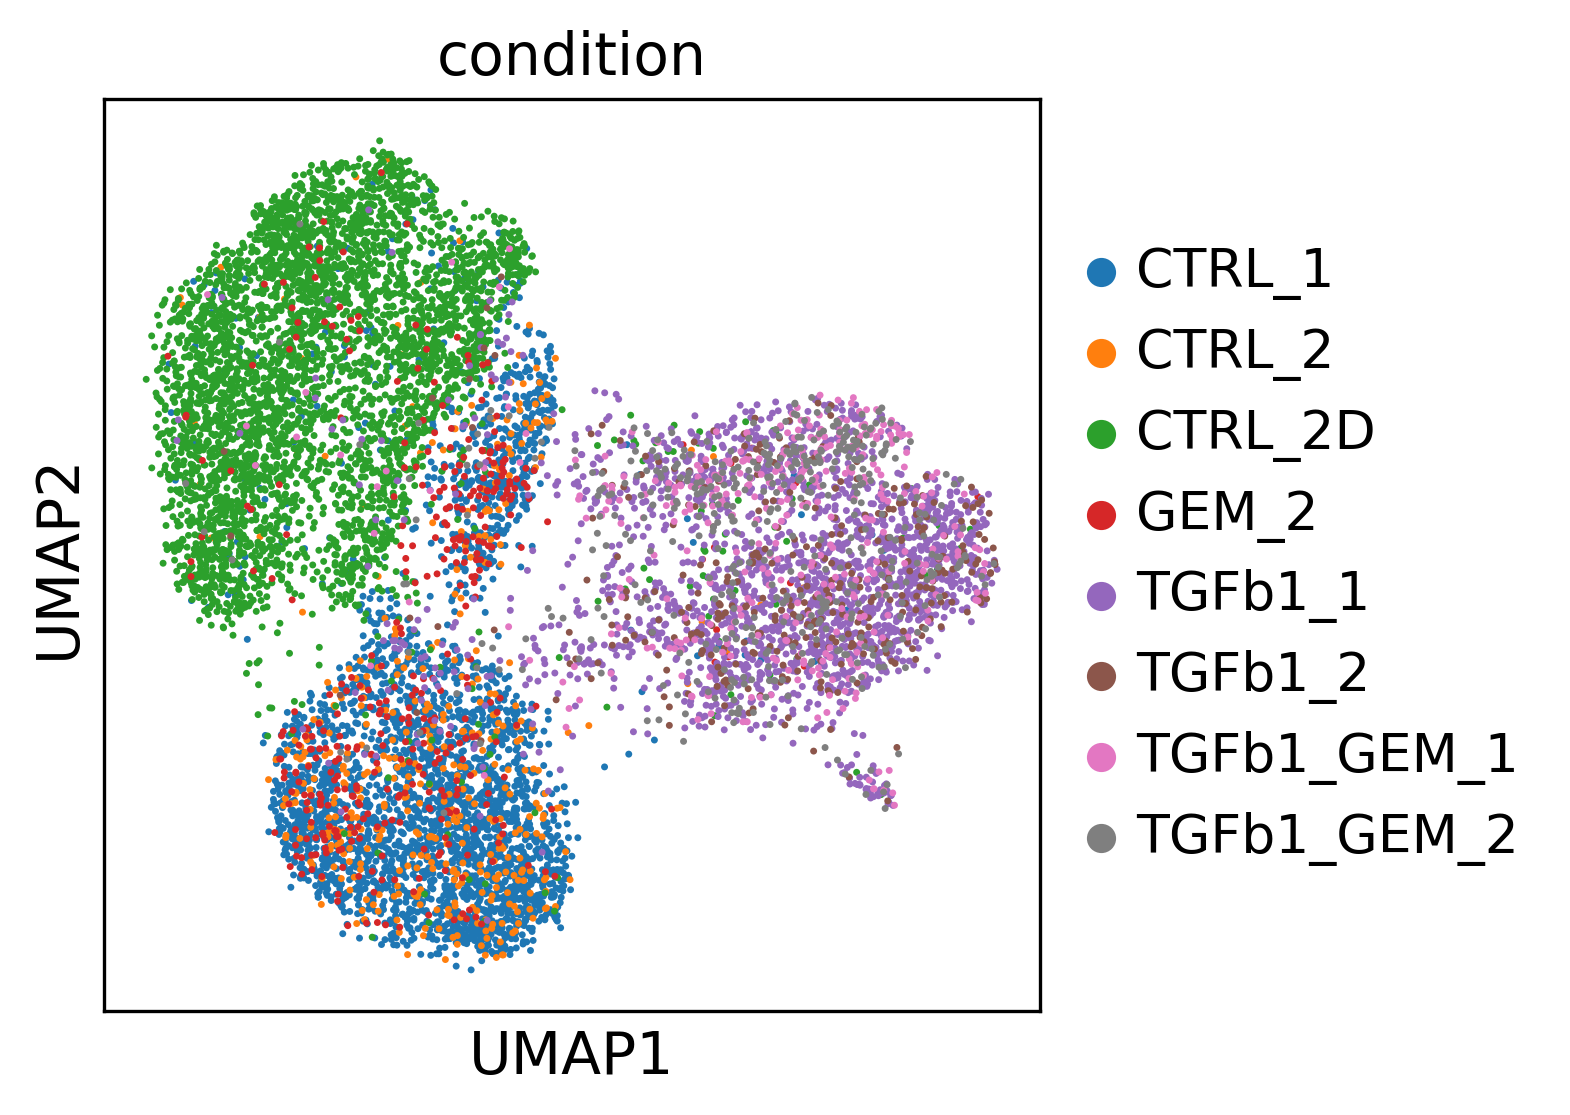 condition
UMAP2
UMAP1
CTRL_1
CTRL_2
CTRL_2D
GEM_2
TGFb1_1
TGFb1_2
TGFb1_GEM_1
TGFb1_GEM_2